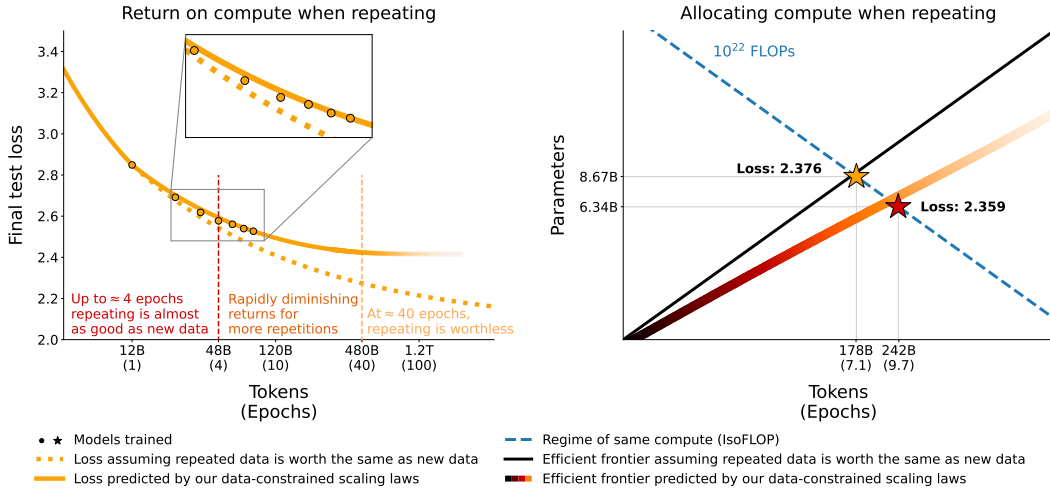 Return on compute when repeating
Final test loss
3.4
3.2
3.0
2.8
2.6
2.4
2.2
2.0
Up to ≈ 4 epochs
repeating is almost
as good as new data
Rapidly diminishing
returns for
more repetitions
At ≈ 40 epochs,
repeating is worthless
12B
(1)
48B
(4)
120B
(10)
480B
(40)
1.2T
(100)
Tokens
(Epochs)
Allocating compute when repeating
Parameters
10²² FLOPs
Loss: 2.376
8.67B
6.34B
Loss: 2.359
178B
(7.1)
242B
(9.7)
Tokens
(Epochs)
Models trained
Loss assuming repeated data is worth the same as new data
Loss predicted by our data-constrained scaling laws
Regime of same compute (IsoFLOP)
Efficient frontier assuming repeated data is worth the same as new data
Efficient frontier predicted by our data-constrained scaling laws